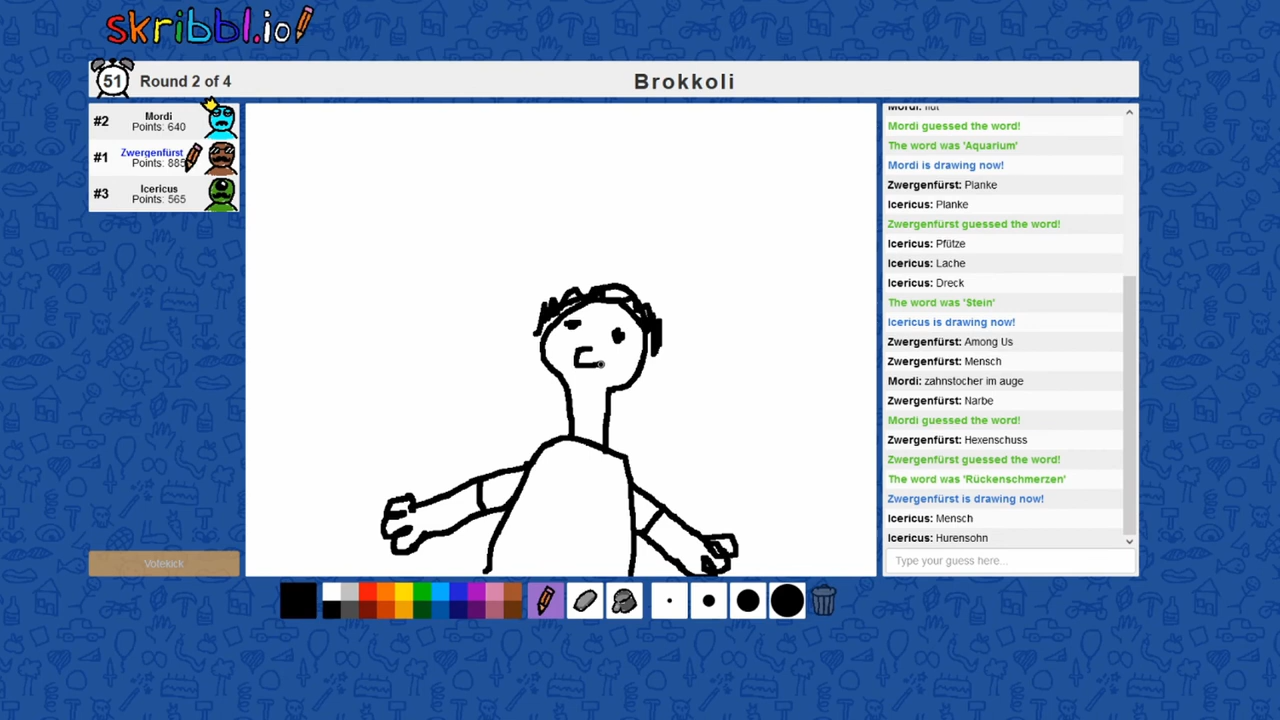 skribbl.io
51 Round 2 of 4 Brokkoli
#2 Mordi
Points: 640
#1 Zwergenfürst
Points: 885
#3 Icericus
Points: 565
Votekick
Mordi: flut
Mordi guessed the word!
The word was 'Aquarium'
Mordi is drawing now!
Zwergenfürst: Planke
Icericus: Planke
Zwergenfürst guessed the word!
Icericus: Pfütze
Icericus: Lache
Icericus: Dreck
The word was 'Stein'
Icericus is drawing now!
Zwergenfürst: Among Us
Zwergenfürst: Mensch
Mordi: zahnstocher im auge
Zwergenfürst: Narbe
Mordi guessed the word!
Zwergenfürst: Hexenschuss
Zwergenfürst guessed the word!
The word was 'Rückenschmerzen'
Zwergenfürst is drawing now!
Icericus: Mensch
Icericus: Hurensohn
Type your guess here...